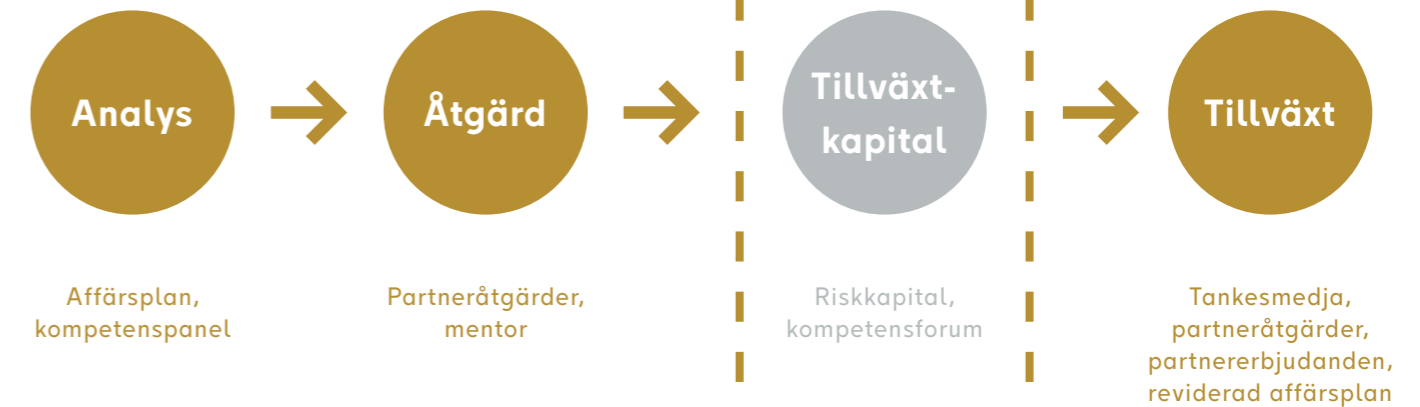 Analys
Åtgärd
Tillväxt-
kapital
Tillväxt
Affärsplan,
kompetenspanel
Partneråtgärder,
mentor
Riskkapital,
kompetensforum
Tankesmedja,
partneråtgärder,
partnererbjudanden,
reviderad affärsplan